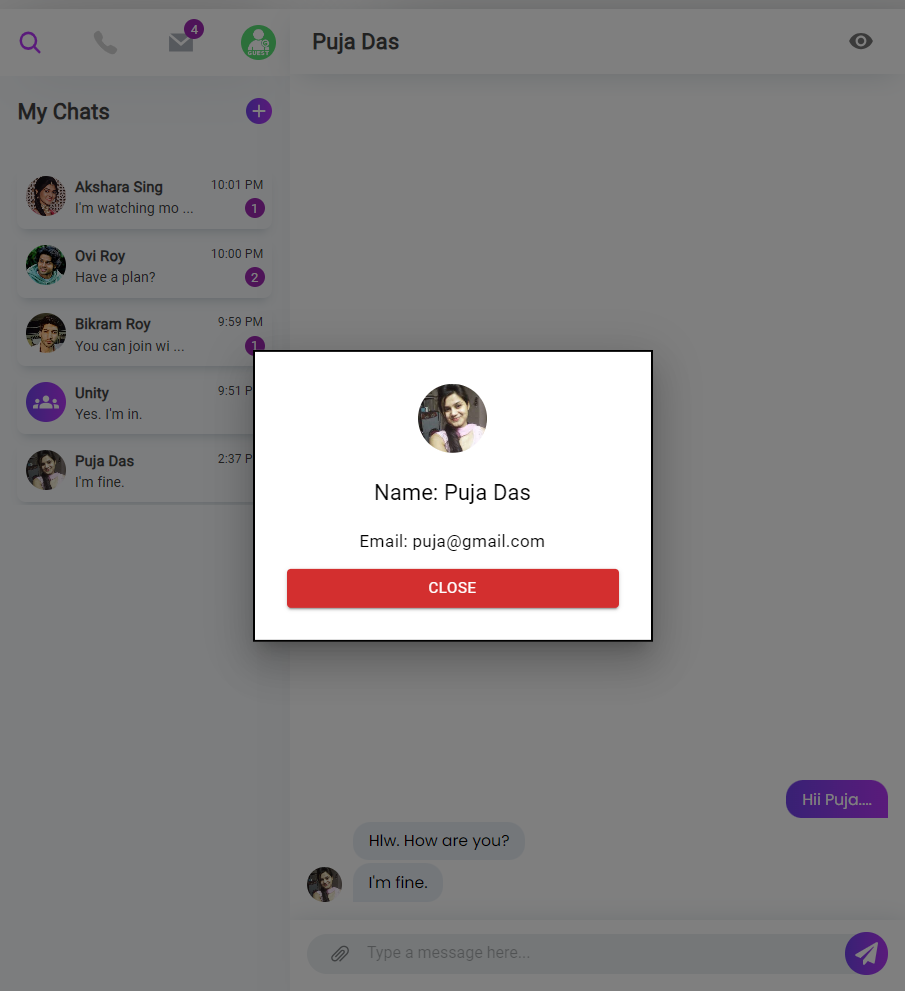 4
GUEST
Puja Das
My Chats
Akshara Sing
10:01 PM
I'm watching mo ...
1
Ovi Roy
10:00 PM
Have a plan?
2
Bikram Roy
9:59 PM
You can join wi ...
1
Unity
9:51 P
Yes. I'm in.
Puja Das
2:37 P
I'm fine.
Name: Puja Das
Email: puja@gmail.com
CLOSE
Hii Puja....
Hlw. How are you?
I'm fine.
Type a message here...